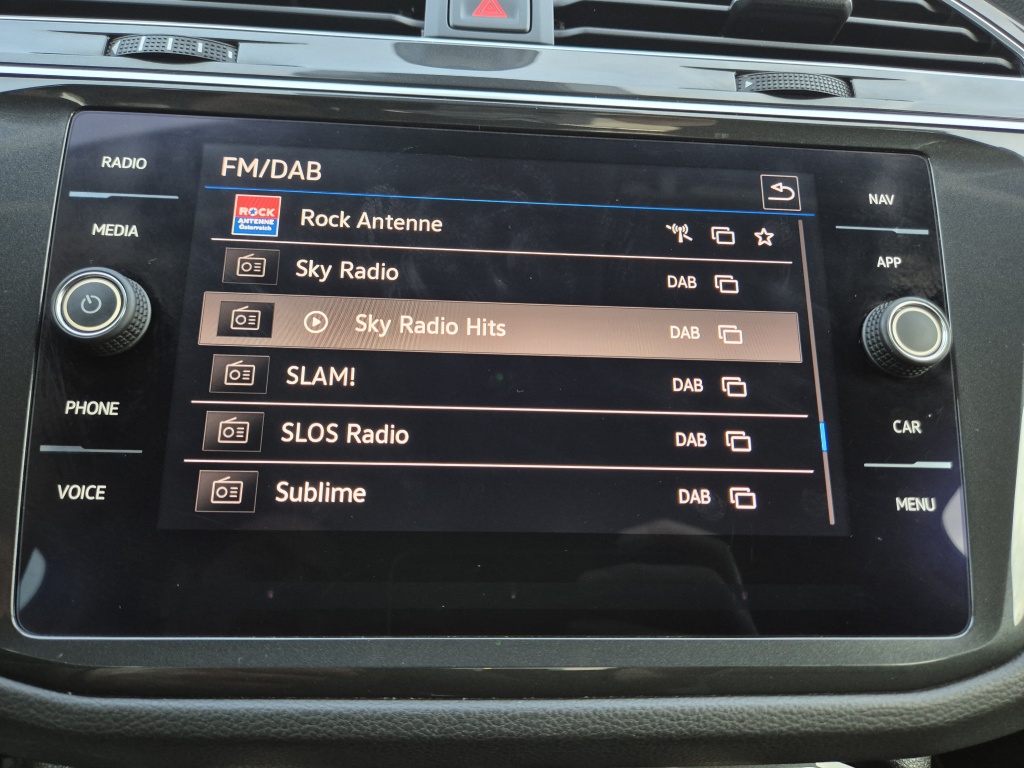 RADIO
MEDIA
PHONE
VOICE
FM/DAB
ROCK
ANTENNE
Österreich
Rock Antenne
Sky Radio DAB
Sky Radio Hits DAB
SLAM! DAB
SLOS Radio DAB
Sublime DAB
NAV
APP
CAR
MENU